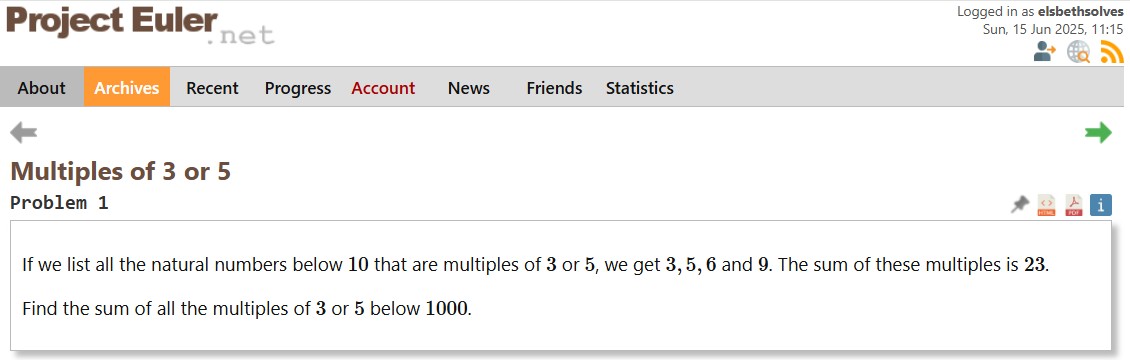 Project Euler.net
Logged in as elsbethsolves
Sun, 15 Jun 2025, 11:15
About Archives Recent Progress Account News Friends Statistics
Multiples of 3 or 5
Problem 1
HTML PDF i
If we list all the natural numbers below 10 that are multiples of 3 or 5, we get 3, 5, 6 and 9. The sum of these multiples is 23.
Find the sum of all the multiples of 3 or 5 below 1000.